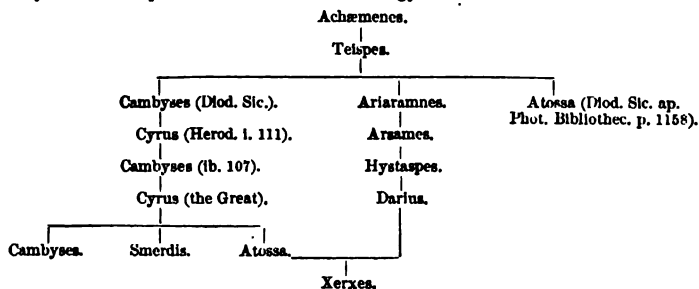 Achæmenes.
Teispes.
Cambyses (Diod. Sic.). Ariaramnes. Atossa (Diod. Sic. ap.
Phot. Bibliothec. p. 1158).
Cyrus (Herod. i. 111). Arsames.
Cambyses (ib. 107). Hystaspes.
Cyrus (the Great). Darius.
Cambyses. Smerdis. Atossa.
Xerxes.